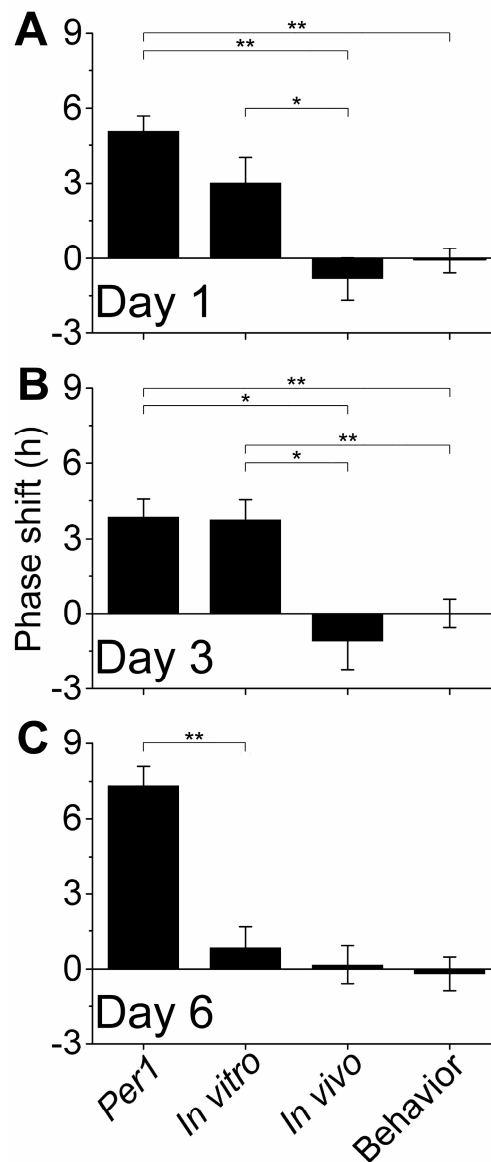 A
9
**
**
6
*
3
0
Day 1
-3
B
9
**
*
6
**
*
3
0
Day 3
-3
Phase shift (h)
C
9
**
6
3
0
Day 6
-3
Per1
In vitro
In vivo
Behavior